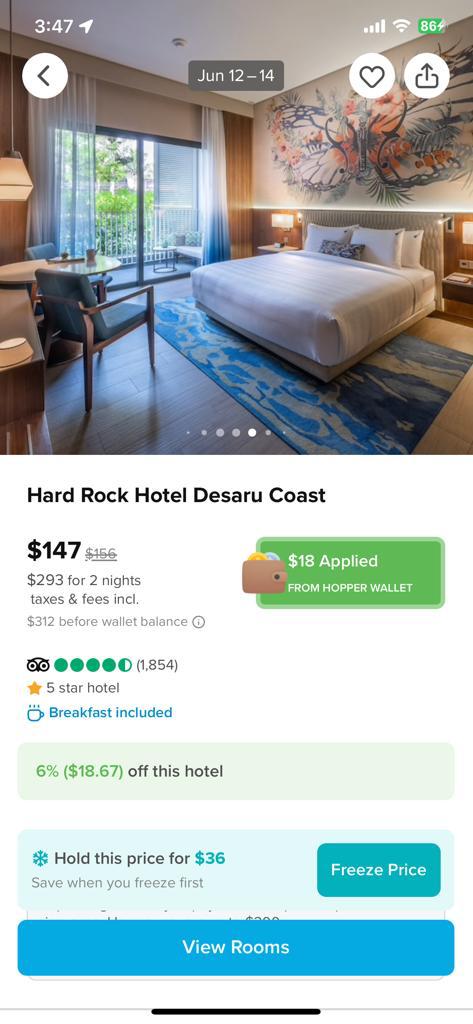 3:47
86
Jun 12 – 14
Hard Rock Hotel Desaru Coast
$147 $156
$18 Applied
FROM HOPPER WALLET
$293 for 2 nights
taxes & fees incl.
$312 before wallet balance
(1,854)
5 star hotel
Breakfast included
6% ($18.67) off this hotel
Hold this price for $36
Save when you freeze first
Freeze Price
View Rooms